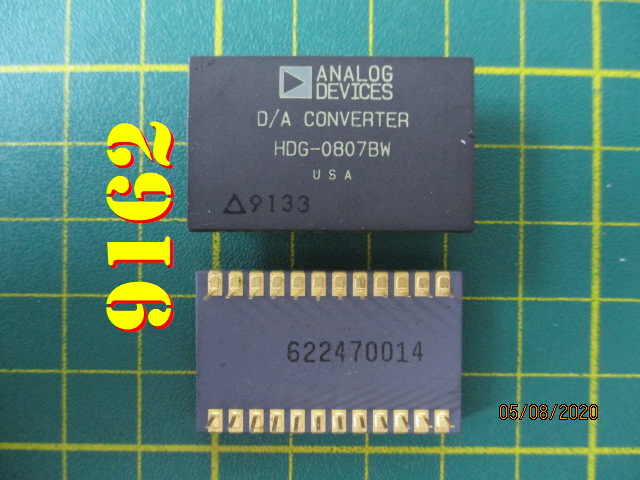 ANALOG
DEVICES
D/A CONVERTER
HDG-0807BW
USA
△9133
9162
622470014
05/08/2020